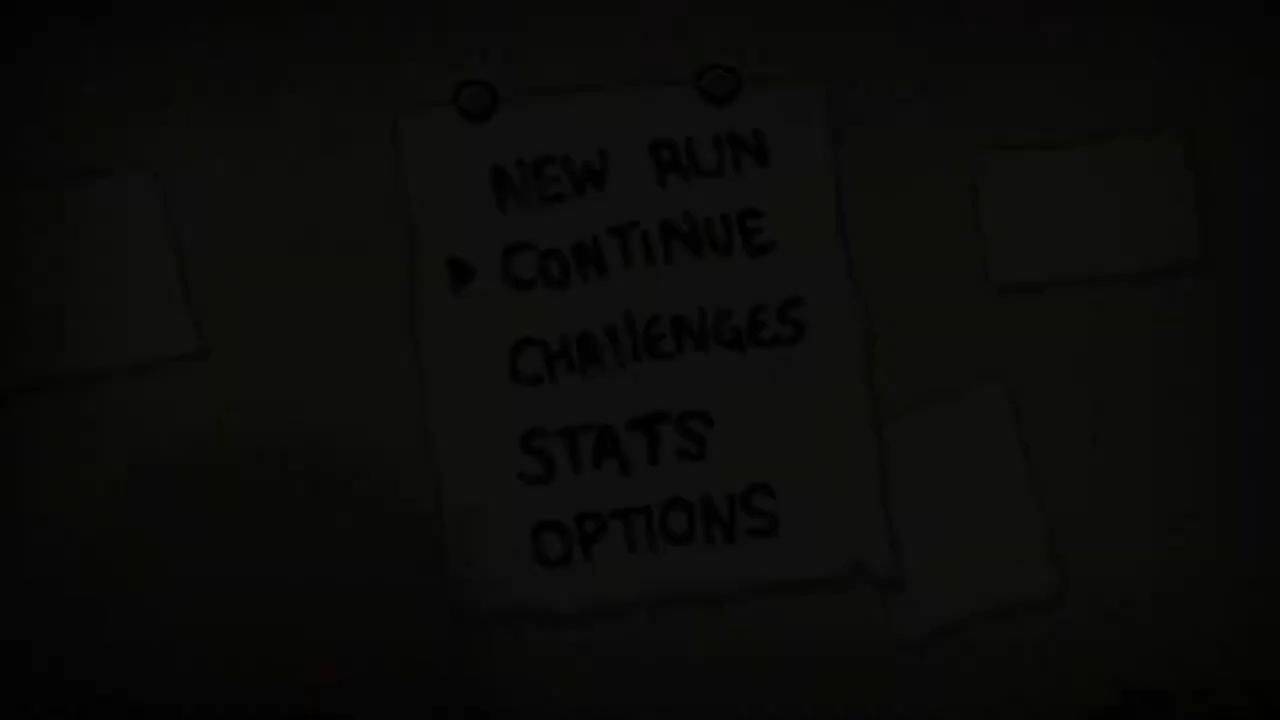 NEW RUN
CONTINUE
CHALLENGES
STATS
OPTIONS